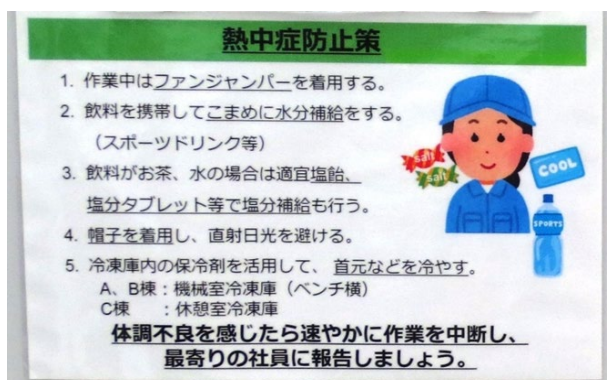 熱中症防止策
1. 作業中はファンジャンパーを着用する。
2. 飲料を携帯してこまめに水分補給をする。
（スポーツドリンク等）
3. 飲料がお茶、水の場合は適宜塩飴、
塩分タブレット等で塩分補給も行う。
salt
salt
COOL
SPORTS
4. 帽子を着用し、直射日光を避ける。
5. 冷凍庫内の保冷剤を活用して、首元などを冷やす。
A、B棟：機械室冷凍庫（ベンチ横）
C棟　：休憩室冷凍庫
体調不良を感じたら速やかに作業を中断し、
最寄りの社員に報告しましょう。